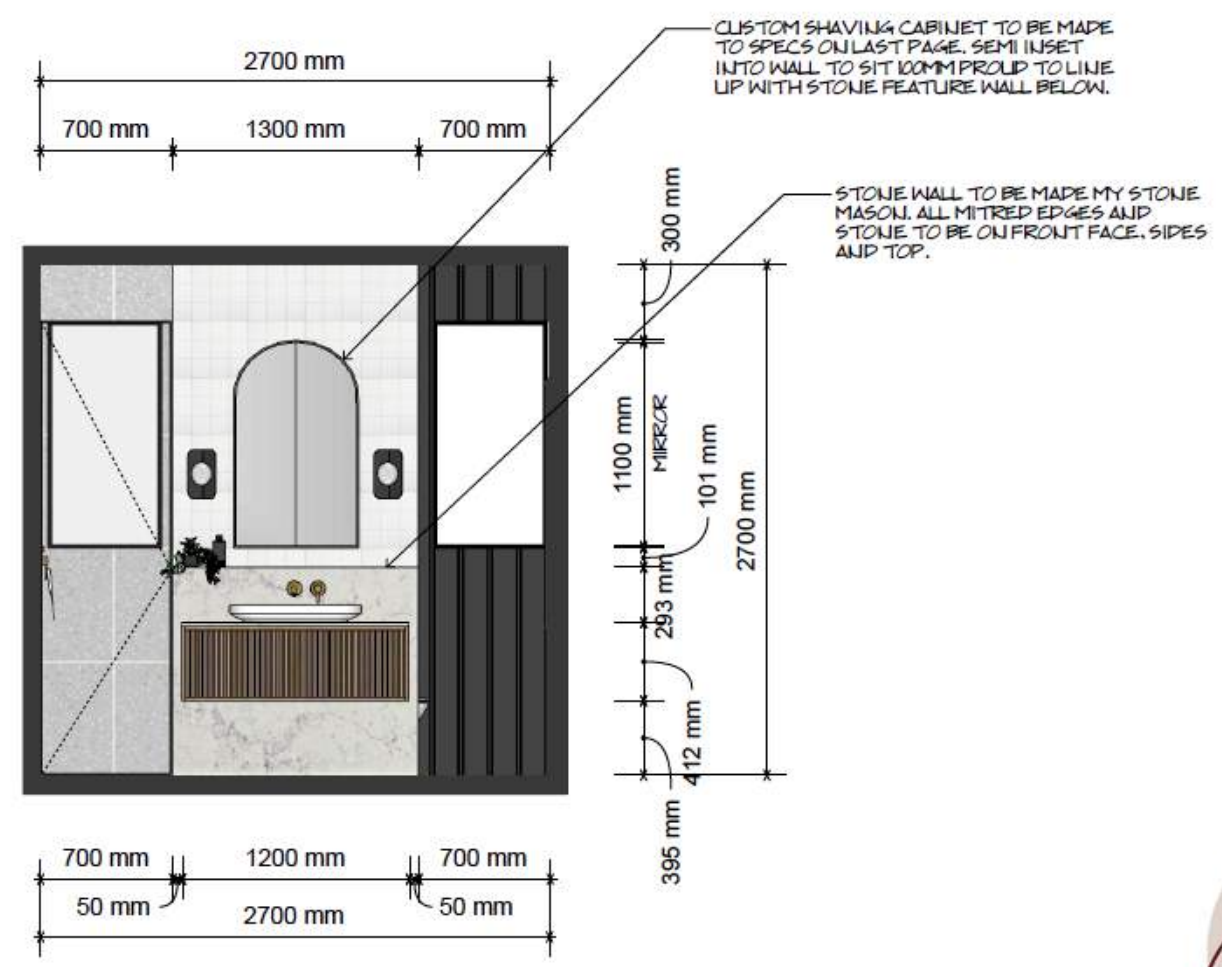 CUSTOM SHAVING CABINET TO BE MADE
TO SPECS ON LAST PAGE. SEMI INSET
INTO WALL TO SIT 100MM PROUD TO LINE
UP WITH STONE FEATURE WALL BELOW.
2700 mm
700 mm
1300 mm
700 mm
STONE WALL TO BE MADE MY STONE
MASON. ALL MITRED EDGES AND
STONE TO BE ON FRONT FACE. SIDES
AND TOP.
300 mm
1100 mm
MIRROR
101 mm
2700 mm
293 mm
412 mm
395 mm
700 mm
1200 mm
700 mm
50 mm
2700 mm
50 mm